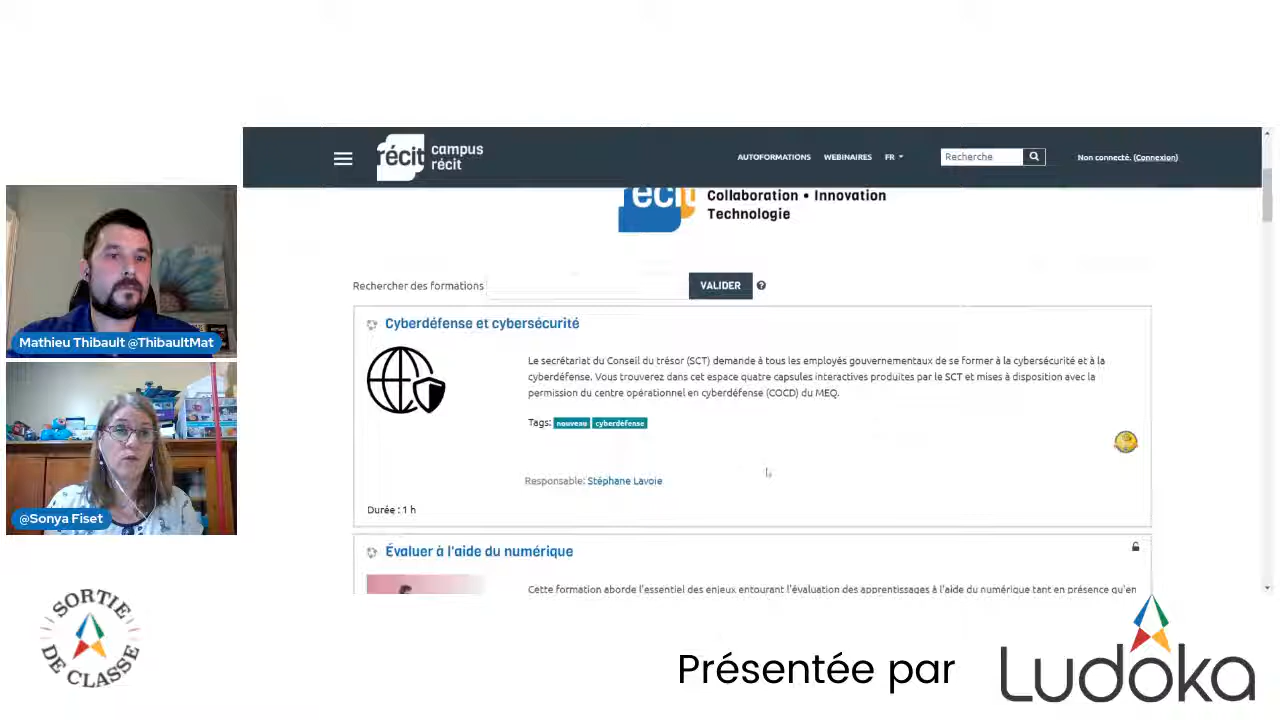 récit
campus
récit
AUTOFORMATIONS
WEBINAIRES
FR
Recherche
Non connecté. (Connexion)
récit
Collaboration • Innovation
Technologie
Rechercher des formations
VALIDER
Cyberdéfense et cybersécurité
Le secrétariat du Conseil du trésor (SCT) demande à tous les employés gouvernementaux de se former à la cybersécurité et à la
cyberdéfense. Vous trouverez dans cet espace quatre capsules interactives produites par le SCT et mises à disposition avec la
permission du centre opérationnel en cyberdéfense (COCD) du MEQ.
Tags: nouveau cyberdéfense
Responsable: Stéphane Lavoie
Durée : 1 h
Évaluer à l'aide du numérique
Cette formation aborde l'essentiel des enjeux entourant l'évaluation des apprentissages à l'aide du numérique tant en présence qu'en
Mathieu Thibault @ThibaultMat
@Sonya Fiset
SORTIE
DE CLASSE
Présentée par
Ludoka